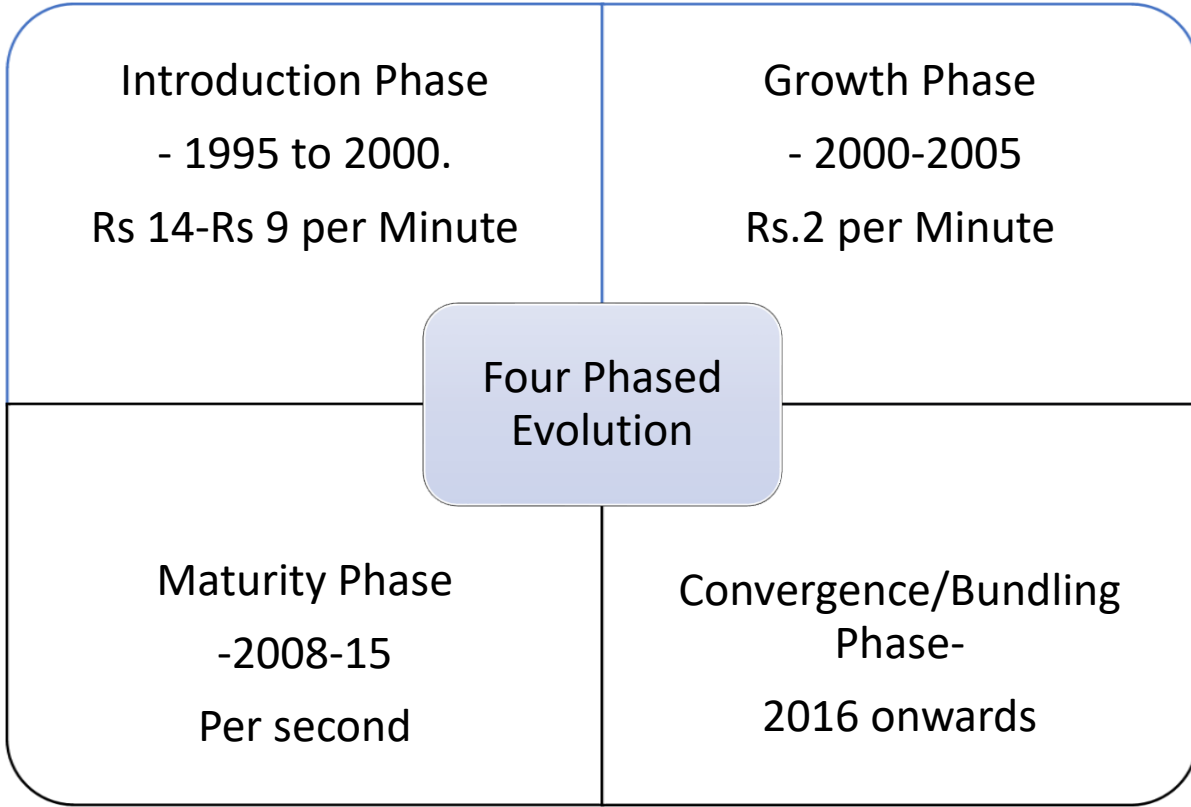 Introduction Phase
- 1995 to 2000.
Rs 14-Rs 9 per Minute
Growth Phase
- 2000-2005
Rs.2 per Minute
Four Phased
Evolution
Maturity Phase
-2008-15
Per second
Convergence/Bundling
Phase-
2016 onwards